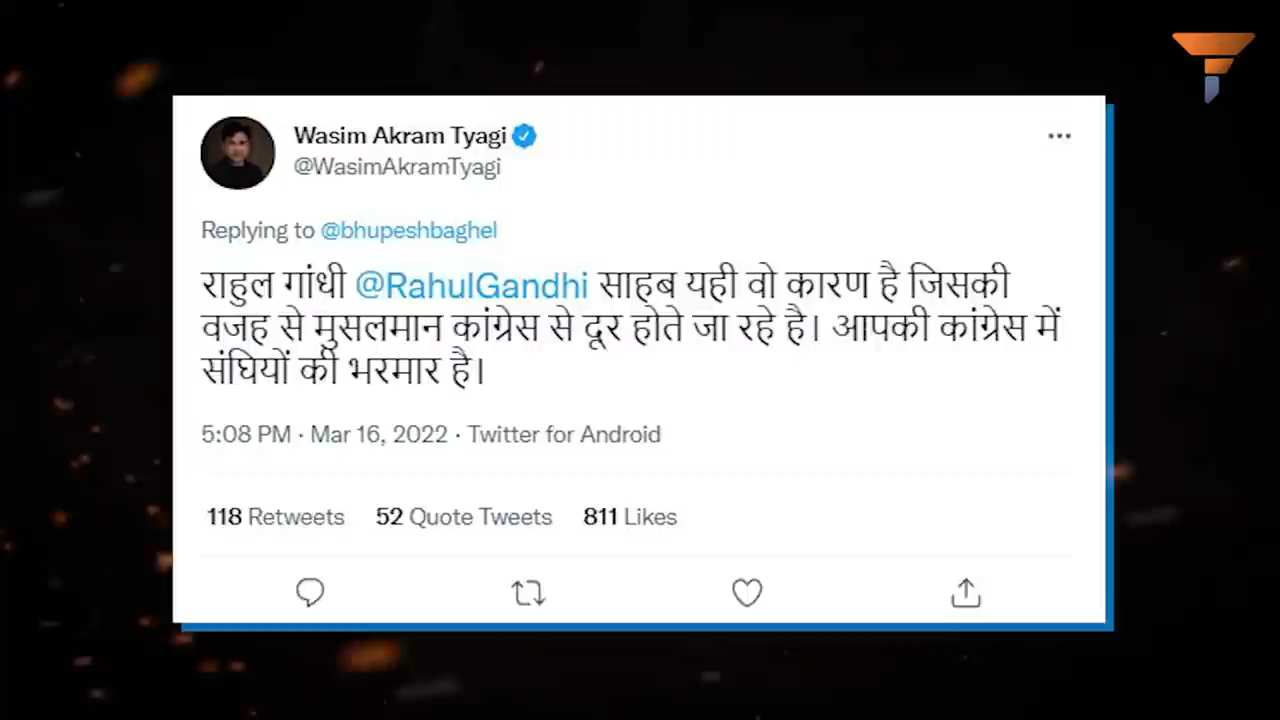 Wasim Akram Tyagi
@WasimAkramTyagi
Replying to @bhupeshbaghel
राहुल गांधी @RahulGandhi साहब यही वो कारण है जिसकी
वजह से मुसलमान कांग्रेस से दूर होते जा रहे है। आपकी कांग्रेस में
संघियों की भरमार है।
5:08 PM · Mar 16, 2022 · Twitter for Android
118 Retweets 52 Quote Tweets 811 Likes